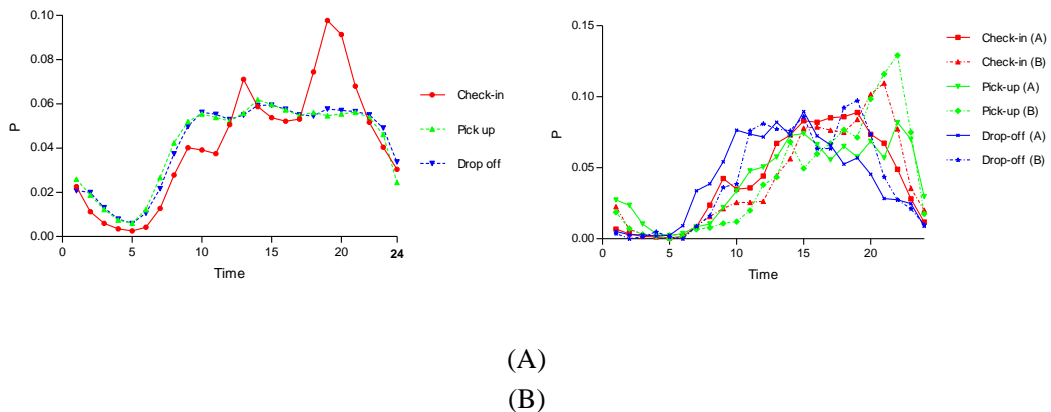 0.10
0.08
0.06
0.04
0.02
0.00
P
0 5 10 15 20 24
Time
Check-in
Pick up
Drop off
0.15
0.10
0.05
0.00
P
0 5 10 15 20
Time
Check-in (A)
Check-in (B)
Pick-up (A)
Pick-up (B)
Drop-off (A)
Drop-off (B)
(A)
(B)